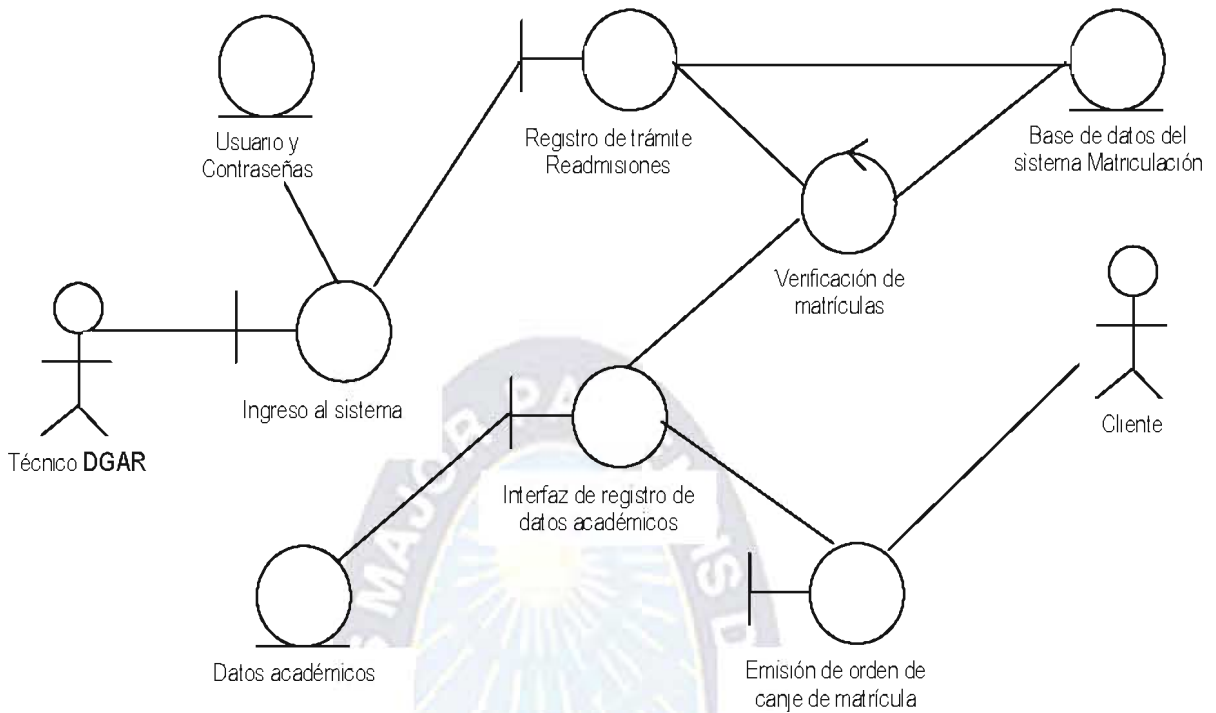 Usuario y
Contraseñas
Registro de trámite
Readmisiones
Base de datos del
sistema Matriculación
Verificación de
matrículas
Ingreso al sistema
Cliente
Técnico DGAR
Interfaz de registro de
datos académicos
Datos académicos
Emisión de orden de
canje de matrícula